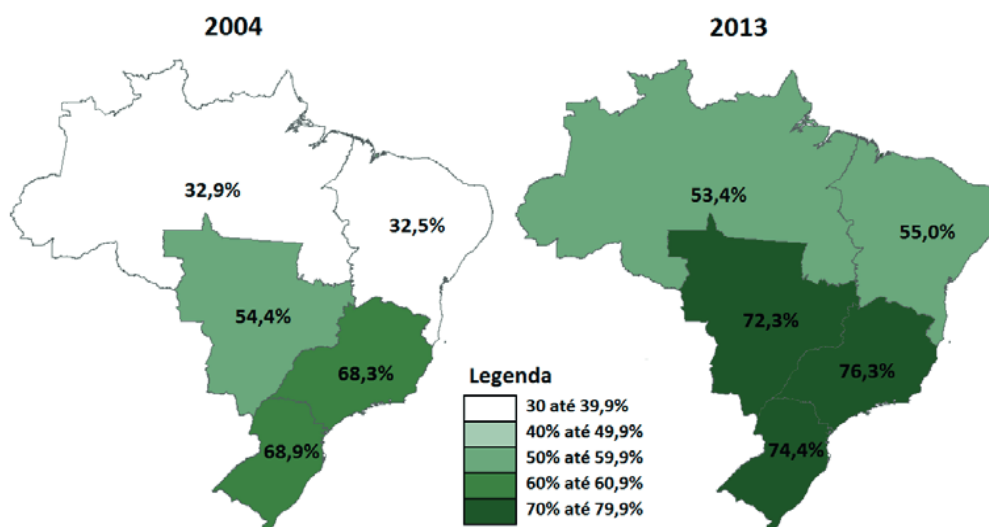 2004
2013
32,9%
32,5%
54,4%
68,3%
68,9%
53,4%
55,0%
72,3%
76,3%
74,4%
Legenda
30 até 39,9%
40% até 49,9%
50% até 59,9%
60% até 60,9%
70% até 79,9%